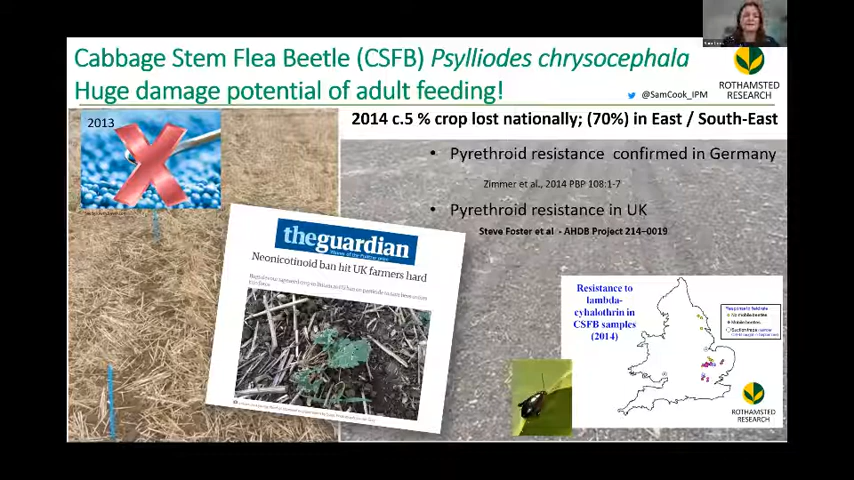 Cabbage Stem Flea Beetle (CSFB) Psylliodes chrysocephala
Huge damage potential of adult feeding!
@SamCook_IPM
ROTHAMSTED
RESEARCH
2013
2014 c.5 % crop lost nationally; (70%) in East / South-East
• Pyrethroid resistance confirmed in Germany
Zimmer et al., 2014 PBP 108:1-7
• Pyrethroid resistance in UK
Steve Foster et al - AHDB Project 214–0019
theguardian
Neonicotinoid ban hit UK farmers hard
Resistance to
lambda-
cyhalothrin in
CSFB samples
(2014)
ROTHAMSTED
RESEARCH